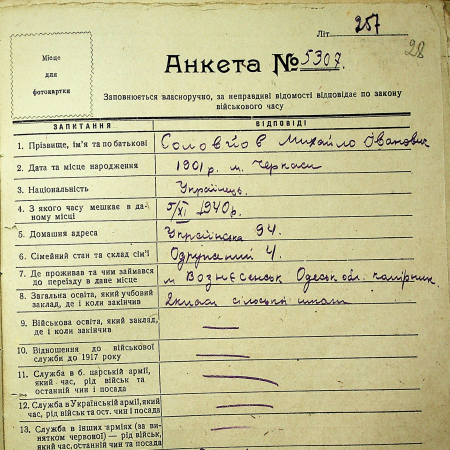 Літ. 257
28
Місце
для
фотокартки
Анкета № 5307.
Заповнюється власноручно, за неправдиві відомості відповідає по закону
військового часу
ЗАПИТАННЯ ВІДПОВІДІ
1. Прізвище, ім'я та по батькові Соловйов Михайло Іванович
2. Дата та місце народження 1901 р. м. Черкаси
3. Національність Українець.
4. З якого часу мешкає в да-
ному місці 5/XI 1940 р.
5. Домашня адреса Українська 94.
6. Сімейний стан та склад сім'ї Одружений 4.
7. Де проживав та чим займався
до переїзду в даве місце м Вознесенськ Одеськ обл.
8. Загальна освіта, який учбовий
заклад, де і коли закінчив 2 класи сільські школи
9. Військова освіта, який заклад,
де і коли закінчив —
10. Відношення до військової
служби до 1917 року —
11. Служба в б. царській армії,
який час, рід військ та
останній чин і посада —
12. Служба в Українській армії, який
час, рід військ та ост. чин і посада —
13. Служба в інших арміях (за ви-
нятком червоної) — рід військ,
який час, останній чин та посада —